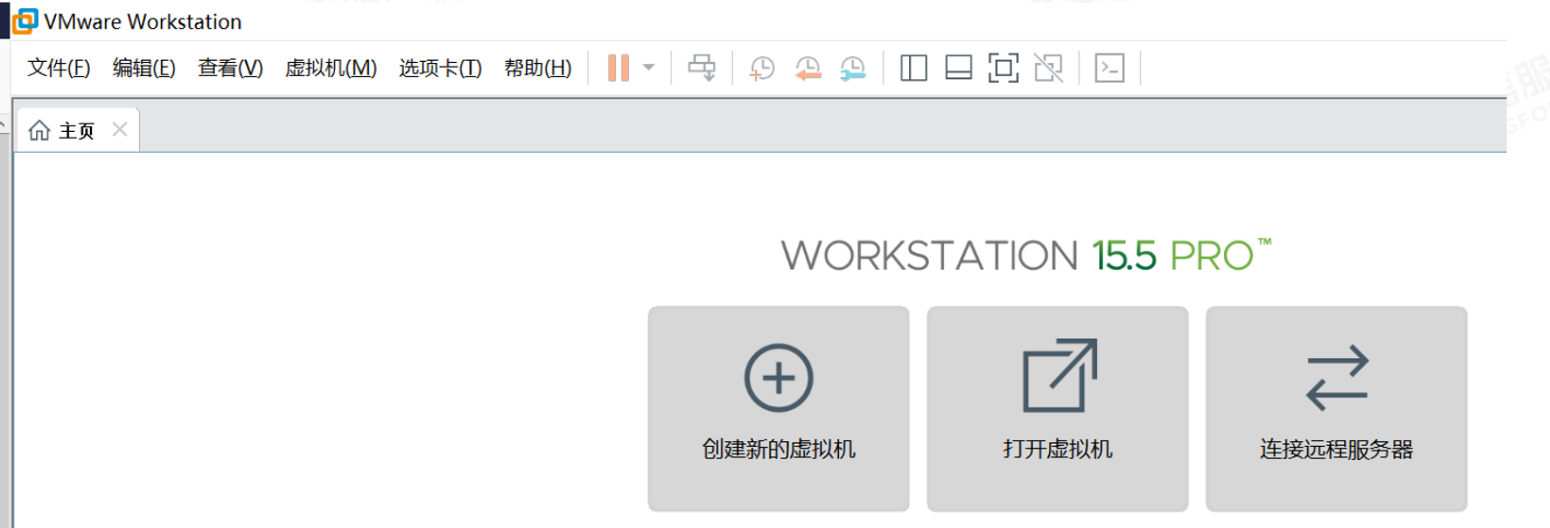 VMware Workstation
文件(F) 编辑(E) 查看(V) 虚拟机(M) 选项卡(T) 帮助(H)
主页
WORKSTATION 15.5 PRO™
创建新的虚拟机 打开虚拟机 连接远程服务器